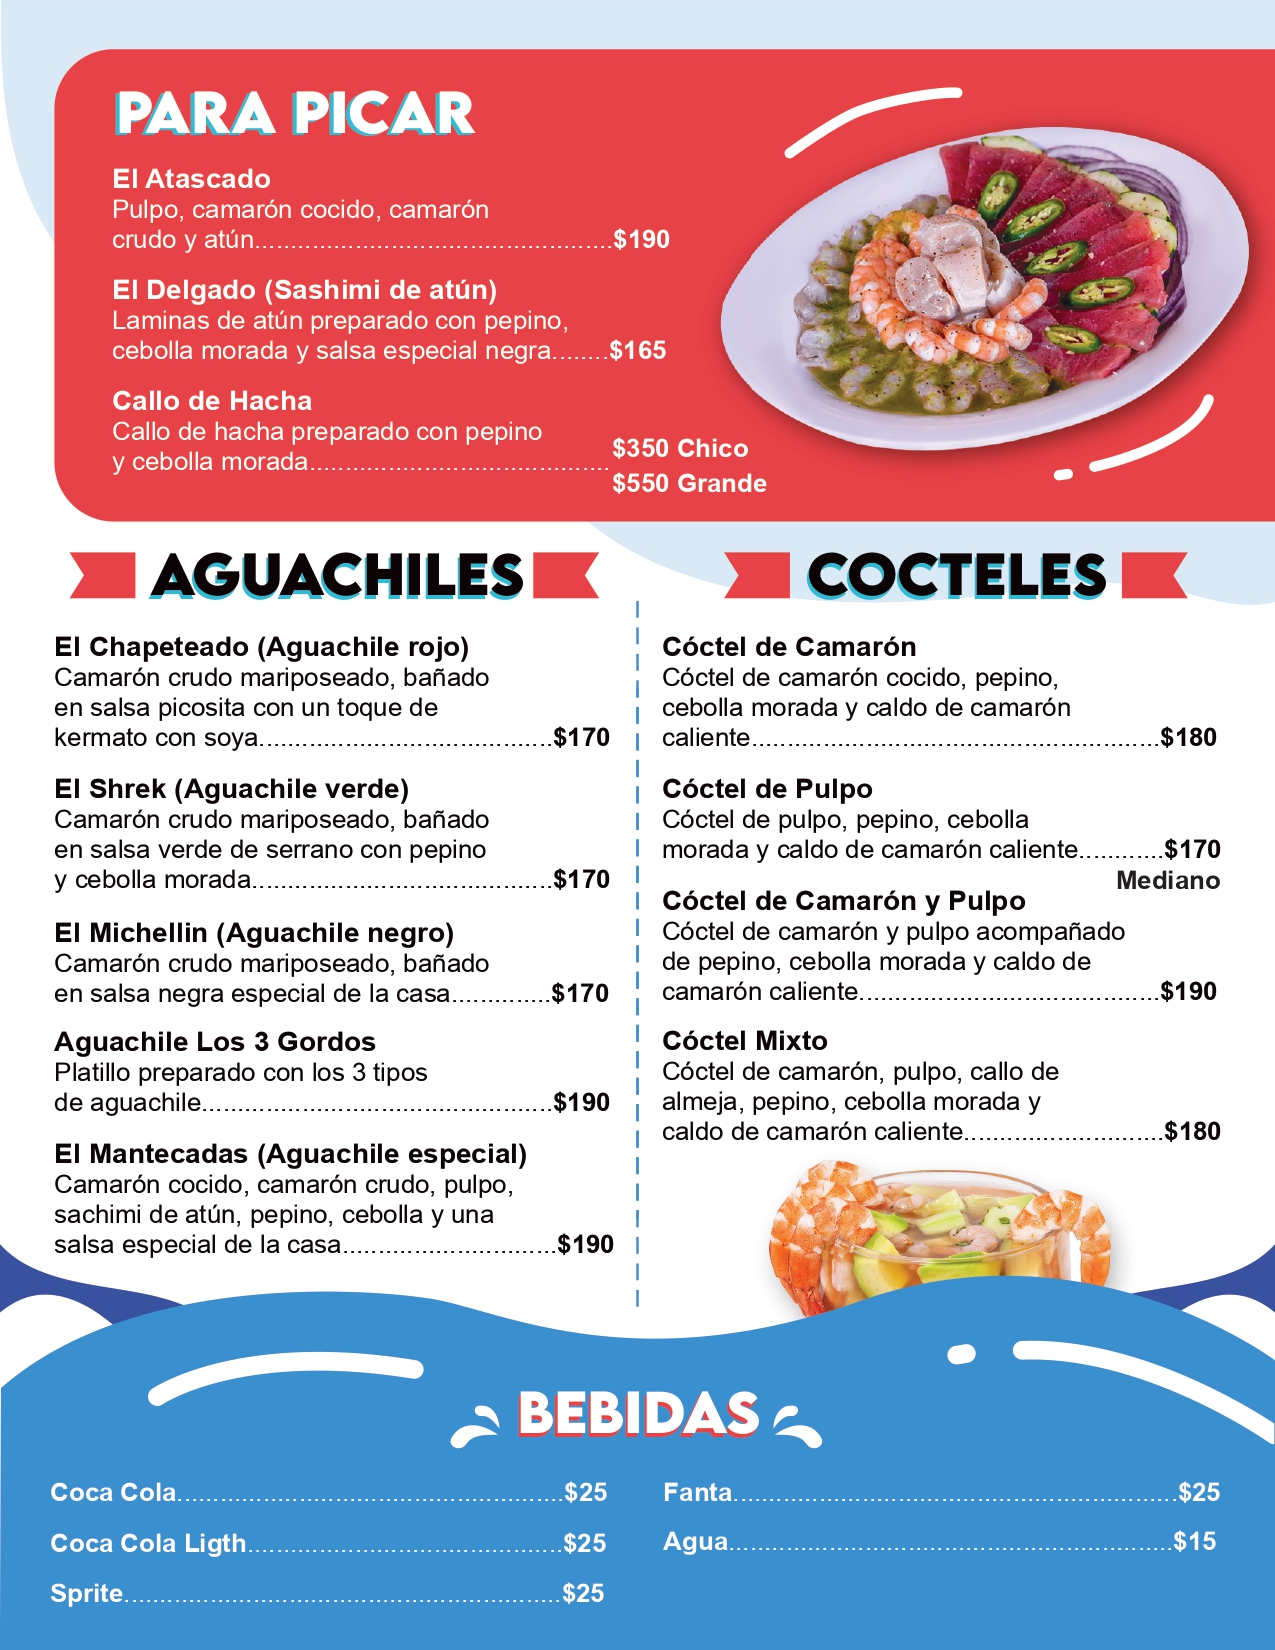 PARA PICAR
El Atascado
Pulpo, camarón cocido, camarón
crudo y atún..................................................$190
El Delgado (Sashimi de atún)
Laminas de atún preparado con pepino,
cebolla morada y salsa especial negra........$165
Callo de Hacha
Callo de hacha preparado con pepino
y cebolla morada..........................................
$350 Chico
$550 Grande
AGUACHILES
El Chapeteado (Aguachile rojo)
Camarón crudo mariposeado, bañado
en salsa picosita con un toque de
kermato con soya.........................................$170
El Shrek (Aguachile verde)
Camarón crudo mariposeado, bañado
en salsa verde de serrano con pepino
y cebolla morada..........................................$170
El Michellin (Aguachile negro)
Camarón crudo mariposeado, bañado
en salsa negra especial de la casa..............$170
Aguachile Los 3 Gordos
Platillo preparado con los 3 tipos
de aguachile.................................................$190
El Mantecadas (Aguachile especial)
Camarón cocido, camarón crudo, pulpo,
sachimi de atún, pepino, cebolla y una
salsa especial de la casa..............................$190
COCTELES
Cóctel de Camarón
Cóctel de camarón cocido, pepino,
cebolla morada y caldo de camarón
caliente.........................................................$180
Cóctel de Pulpo
Cóctel de pulpo, pepino, cebolla
morada y caldo de camarón caliente............$170
Mediano
Cóctel de Camarón y Pulpo
Cóctel de camarón y pulpo acompañado
de pepino, cebolla morada y caldo de
camarón caliente..........................................$190
Cóctel Mixto
Cóctel de camarón, pulpo, callo de
almeja, pepino, cebolla morada y
caldo de camarón caliente............................$180
BEBIDAS
Coca Cola......................................................$25
Coca Cola Ligth............................................$25
Sprite.............................................................$25
Fanta..............................................................$25
Agua..............................................................$15